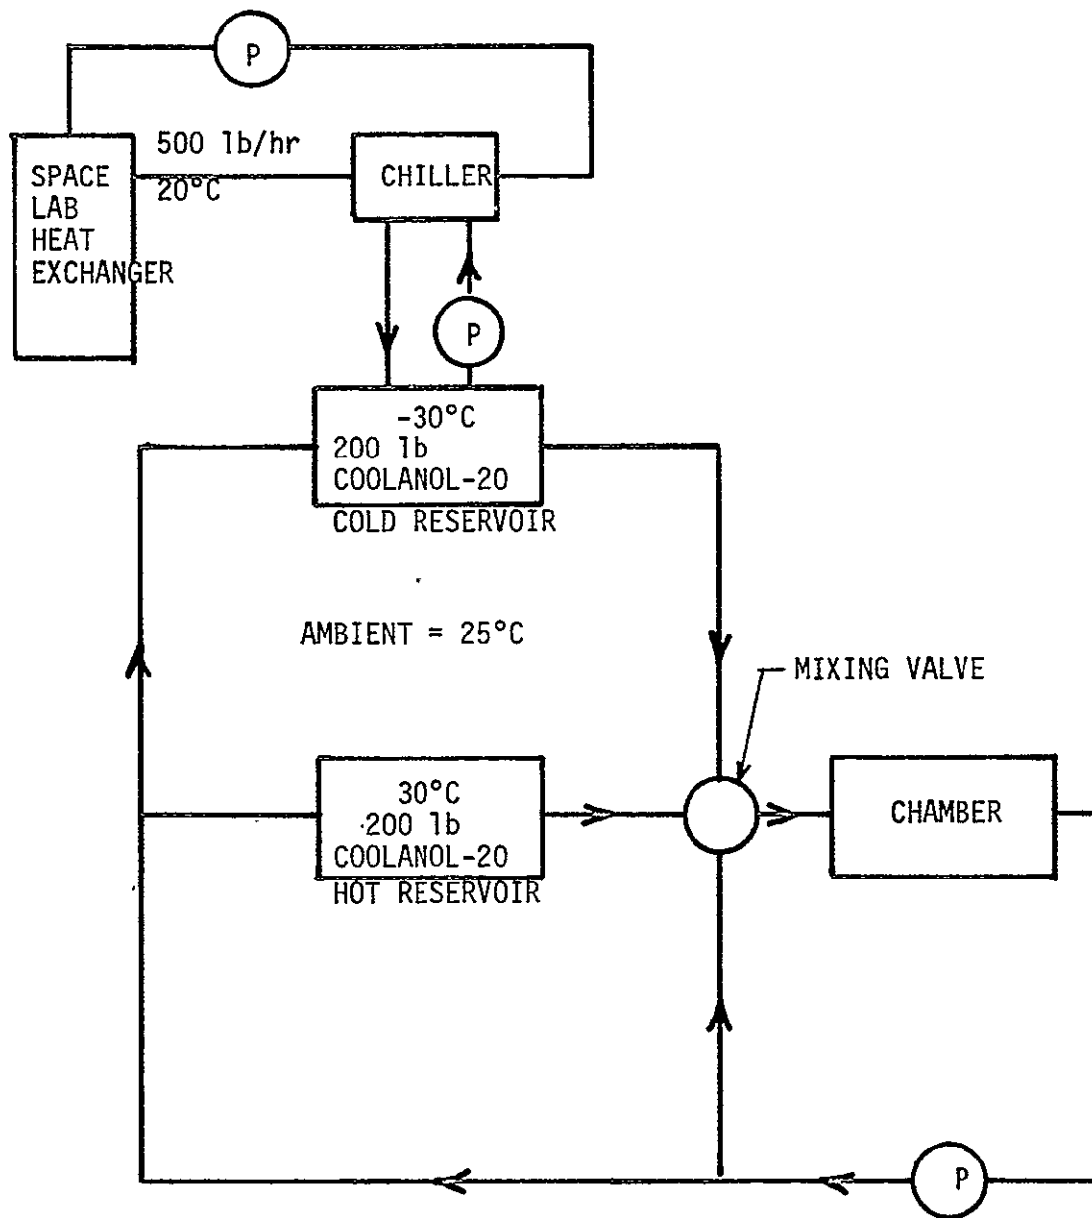 P
500 lb/hr
20°C
SPACE
LAB
HEAT
EXCHANGER
CHILLER
P
-30°C
200 lb
COOLANOL-20
COLD RESERVOIR
AMBIENT = 25°C
MIXING VALVE
30°C
200 lb
COOLANOL-20
HOT RESERVOIR
CHAMBER
P